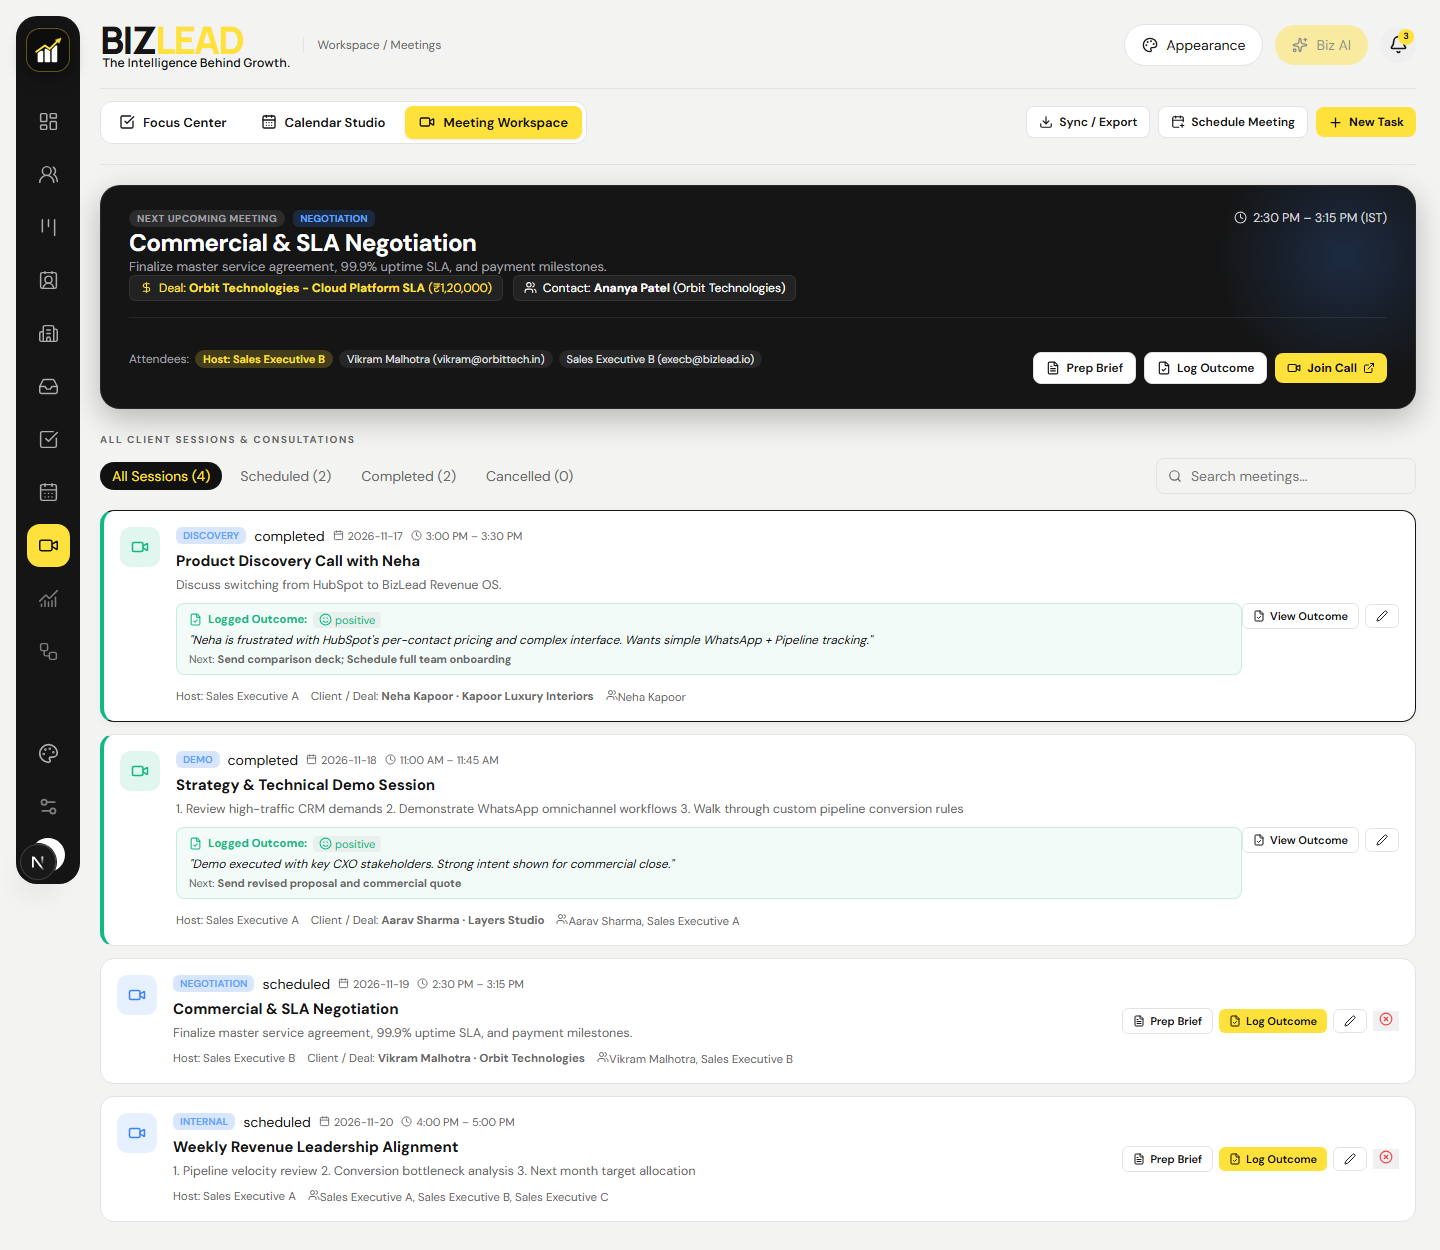 BIZLEAD
The Intelligence Behind Growth.
Workspace / Meetings
Appearance
Biz AI
3
Focus Center
Calendar Studio
Meeting Workspace
Sync / Export
Schedule Meeting
New Task
NEXT UPCOMING MEETING
NEGOTIATION
2:30 PM – 3:15 PM (IST)
Commercial & SLA Negotiation
Finalize master service agreement, 99.9% uptime SLA, and payment milestones.
Deal: Orbit Technologies - Cloud Platform SLA (₹1,20,000)
Contact: Ananya Patel (Orbit Technologies)
Attendees:
Host: Sales Executive B
Vikram Malhotra (vikram@orbittech.in)
Sales Executive B (execb@bizlead.io)
Prep Brief
Log Outcome
Join Call
ALL CLIENT SESSIONS & CONSULTATIONS
All Sessions (4)
Scheduled (2)
Completed (2)
Cancelled (0)
Search meetings...
DISCOVERY completed 2026-11-17 3:00 PM – 3:30 PM
Product Discovery Call with Neha
Discuss switching from HubSpot to BizLead Revenue OS.
Logged Outcome: positive
"Neha is frustrated with HubSpot's per-contact pricing and complex interface. Wants simple WhatsApp + Pipeline tracking."
Next: Send comparison deck; Schedule full team onboarding
View Outcome
Host: Sales Executive A Client / Deal: Neha Kapoor · Kapoor Luxury Interiors Neha Kapoor
DEMO completed 2026-11-18 11:00 AM – 11:45 AM
Strategy & Technical Demo Session
1. Review high-traffic CRM demands 2. Demonstrate WhatsApp omnichannel workflows 3. Walk through custom pipeline conversion rules
Logged Outcome: positive
"Demo executed with key CXO stakeholders. Strong intent shown for commercial close."
Next: Send revised proposal and commercial quote
View Outcome
Host: Sales Executive A Client / Deal: Aarav Sharma · Layers Studio Aarav Sharma, Sales Executive A
N
NEGOTIATION scheduled 2026-11-19 2:30 PM – 3:15 PM
Commercial & SLA Negotiation
Finalize master service agreement, 99.9% uptime SLA, and payment milestones.
Host: Sales Executive B Client / Deal: Vikram Malhotra · Orbit Technologies Vikram Malhotra, Sales Executive B
Prep Brief
Log Outcome
INTERNAL scheduled 2026-11-20 4:00 PM – 5:00 PM
Weekly Revenue Leadership Alignment
1. Pipeline velocity review 2. Conversion bottleneck analysis 3. Next month target allocation
Host: Sales Executive A Sales Executive A, Sales Executive B, Sales Executive C
Prep Brief
Log Outcome